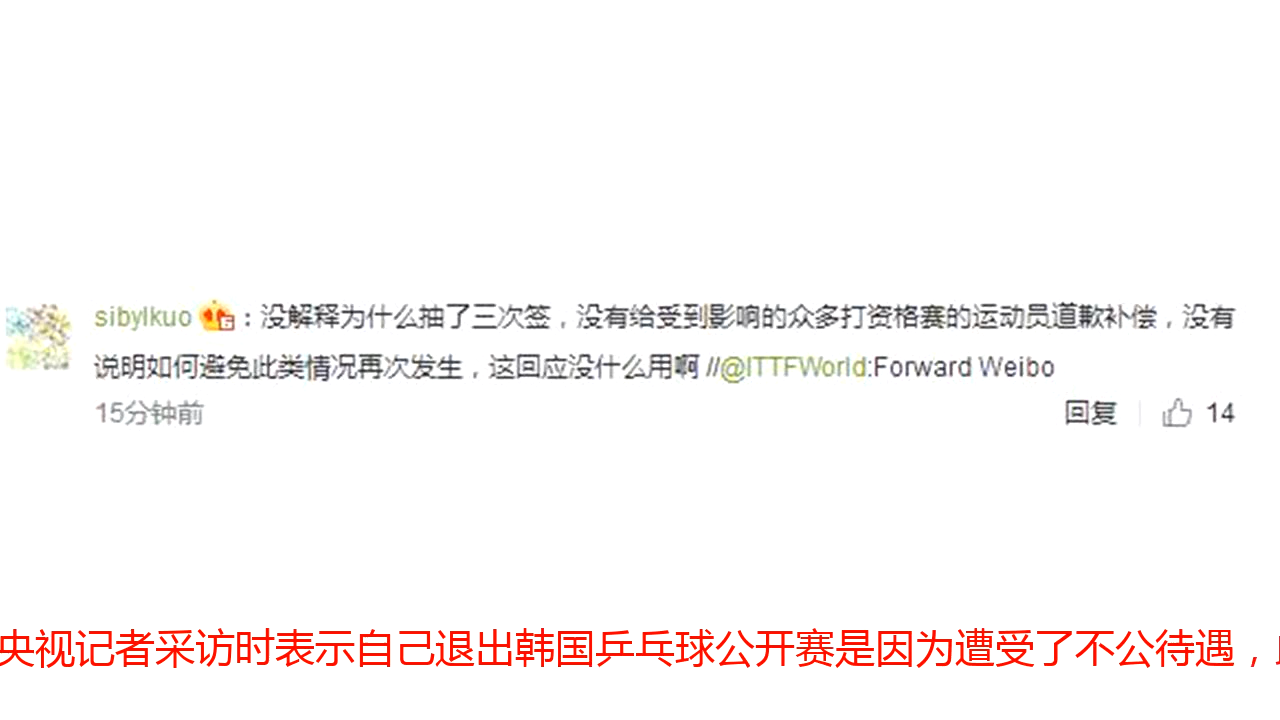 sibylkuo：没解释为什么抽了三次签，没有给受到影响的众多打资格赛的运动员道歉补偿，没有
说明如何避免此类情况再次发生，这回应没什么用啊 //@ITTFWorld:Forward Weibo
15分钟前 回复 14
央视记者采访时表示自己退出韩国乒乓球公开赛是因为遭受了不公待遇，